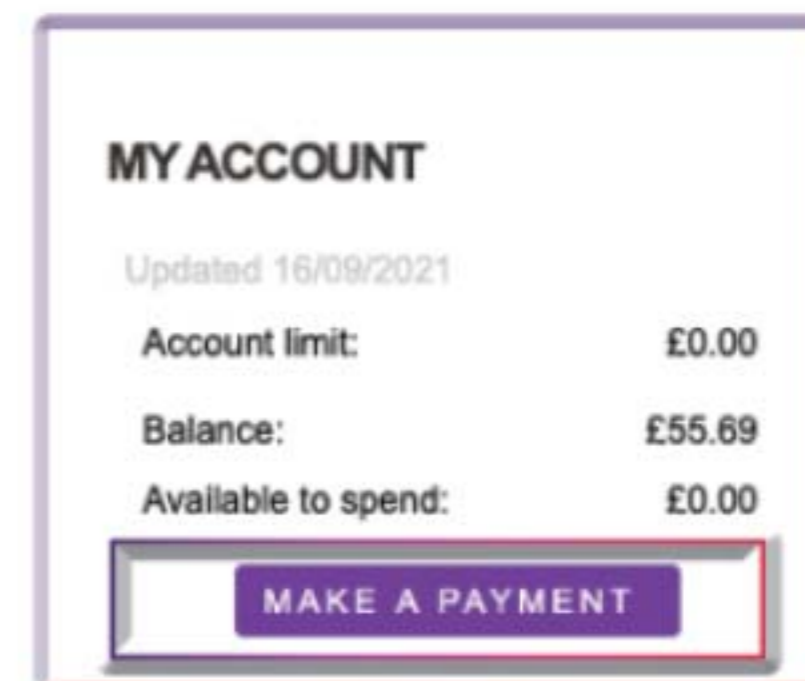 MY ACCOUNT
Updated 16/09/2021
Account limit: £0.00
Balance: £55.69
Available to spend: £0.00
MAKE A PAYMENT